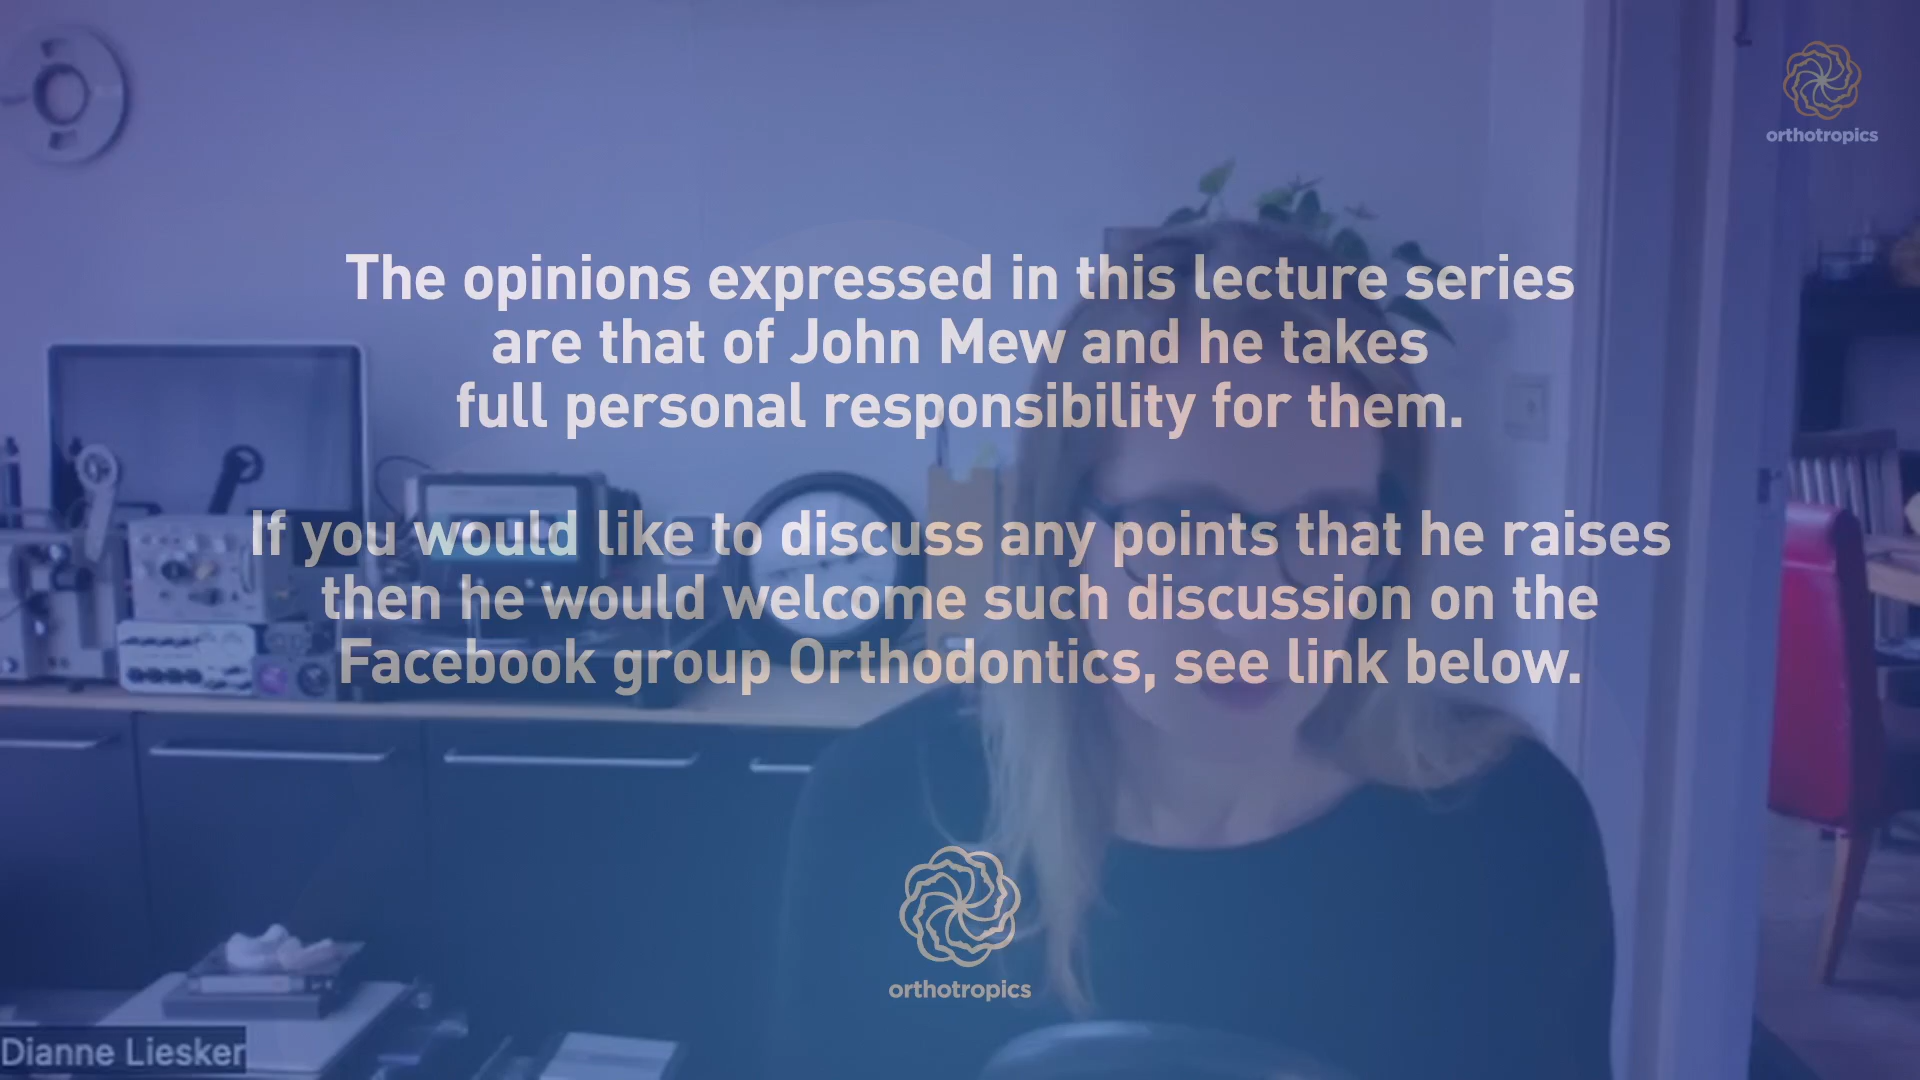 orthotropics
The opinions expressed in this lecture series
are that of John Mew and he takes
full personal responsibility for them.
If you would like to discuss any points that he raises
then he would welcome such discussion on the
Facebook group Orthodontics, see link below.
orthotropics
Dianne Liesker